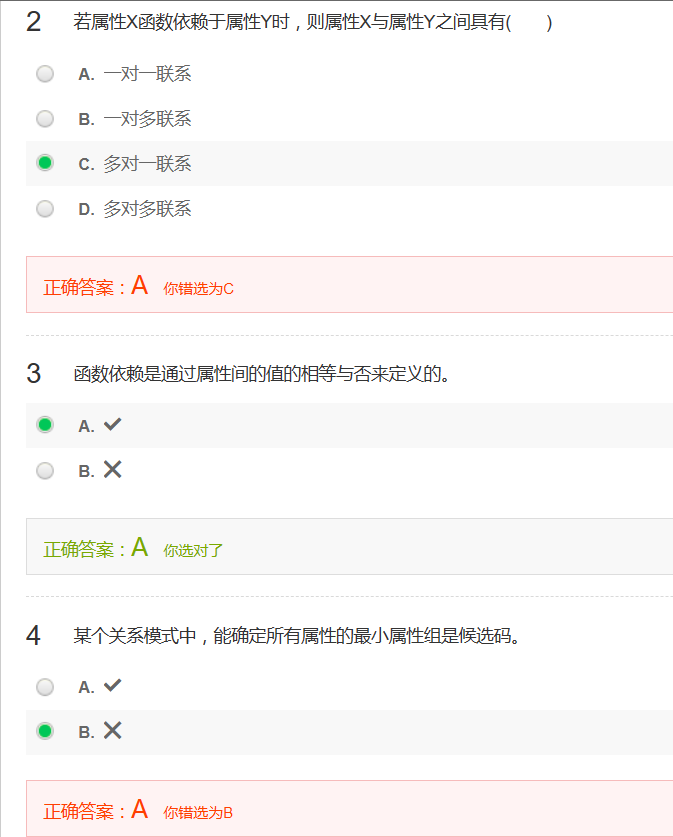 2 若属性X函数依赖于属性Y时，则属性X与属性Y之间具有( )
A. 一对一联系
B. 一对多联系
C. 多对一联系
D. 多对多联系
正确答案：A 你错选为C
3 函数依赖是通过属性间的值的相等与否来定义的。
A. ✔
B. ✕
正确答案：A 你选对了
4 某个关系模式中，能确定所有属性的最小属性组是候选码。
A. ✔
B. ✕
正确答案：A 你错选为B